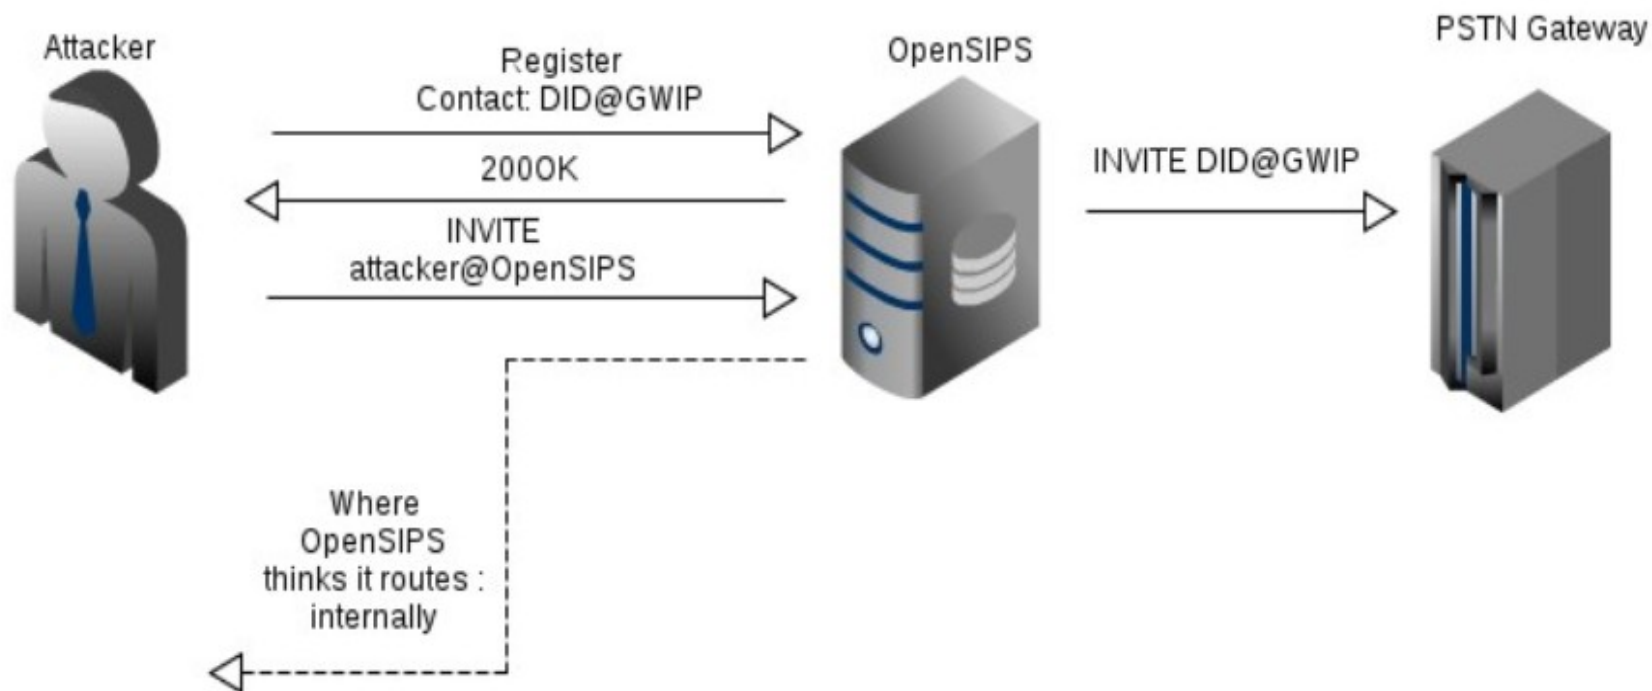 Attacker
Register
Contact: DID@GWIP
200OK
INVITE
attacker@OpenSIPS
OpenSIPS
INVITE DID@GWIP
PSTN Gateway
Where
OpenSIPS
thinks it routes :
internally